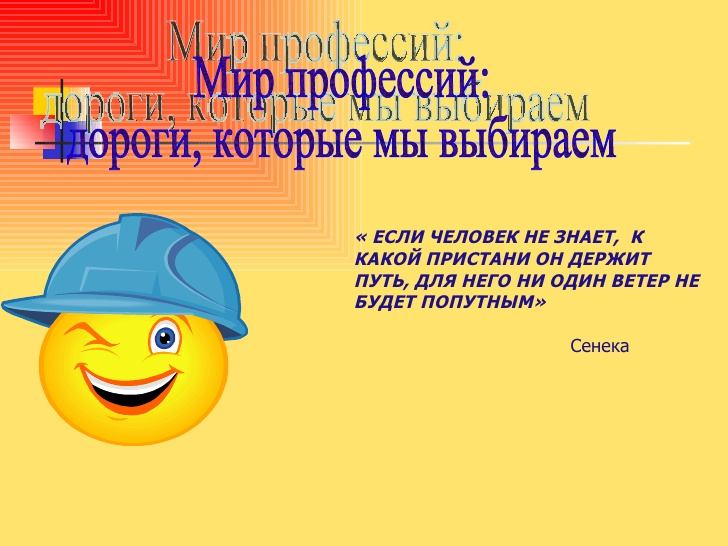 Мир профессий:
Мир профессий:
дороги, которые мы выбираем
дороги, которые мы выбираем
« ЕСЛИ ЧЕЛОВЕК НЕ ЗНАЕТ,  К
КАКОЙ ПРИСТАНИ ОН ДЕРЖИТ
ПУТЬ, ДЛЯ НЕГО НИ ОДИН ВЕТЕР НЕ
БУДЕТ ПОПУТНЫМ»
Сенека